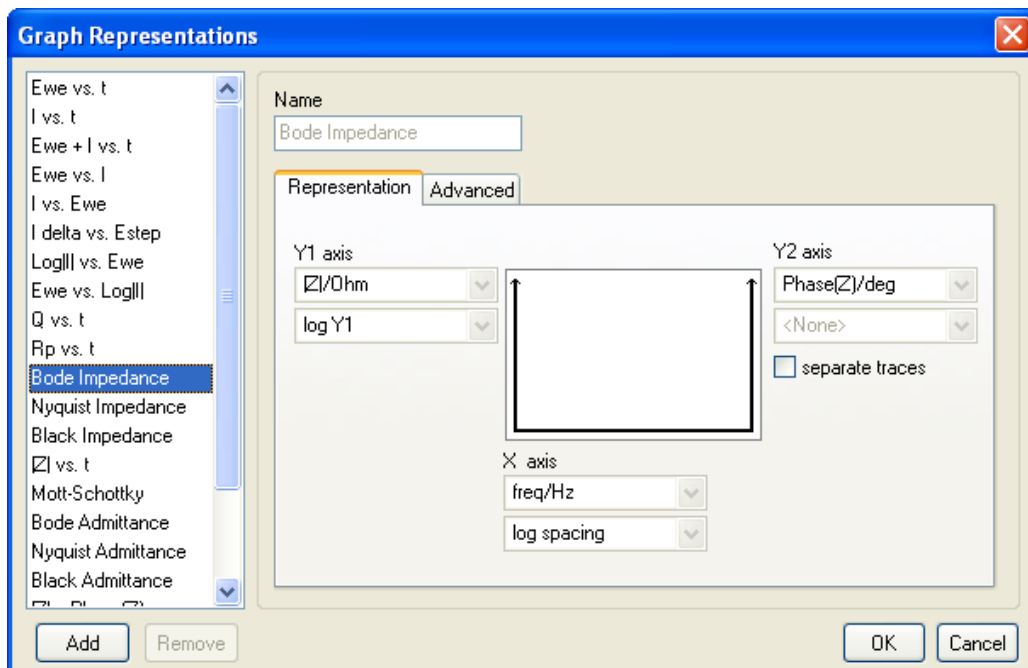 Graph Representations
Ewe vs. t
I vs. t
Ewe + I vs. t
Ewe vs. I
I vs. Ewe
I delta vs. Estep
Log|I| vs. Ewe
Ewe vs. Log|I|
Q vs. t
Rp vs. t
Bode Impedance
Nyquist Impedance
Black Impedance
|Z| vs. t
Mott-Schottky
Bode Admittance
Nyquist Admittance
Black Admittance
Add
Remove
Name
Bode Impedance
Representation
Advanced
Y1 axis
|Z|/Ohm
log Y1
Y2 axis
Phase(Z)/deg
<None>
separate traces
X axis
freq/Hz
log spacing
OK
Cancel